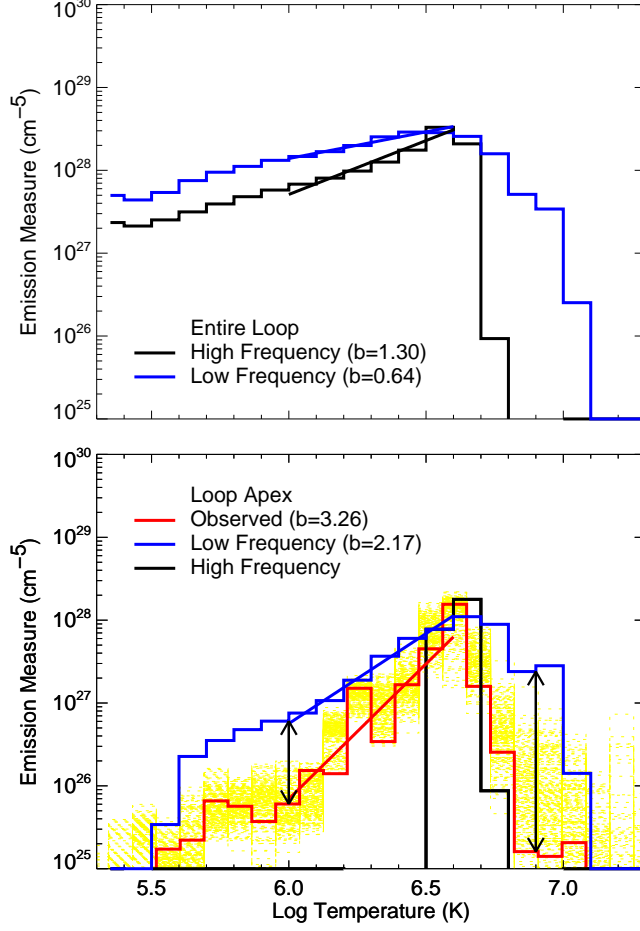 10^30
10^29
10^28
10^27
10^26
10^25
Emission Measure (cm^−5)
Entire Loop
High Frequency (b=1.30)
Low Frequency (b=0.64)
10^30
10^29
10^28
10^27
10^26
10^25
Emission Measure (cm^−5)
Loop Apex
Observed (b=3.26)
Low Frequency (b=2.17)
High Frequency
5.5 6.0 6.5 7.0
Log Temperature (K)